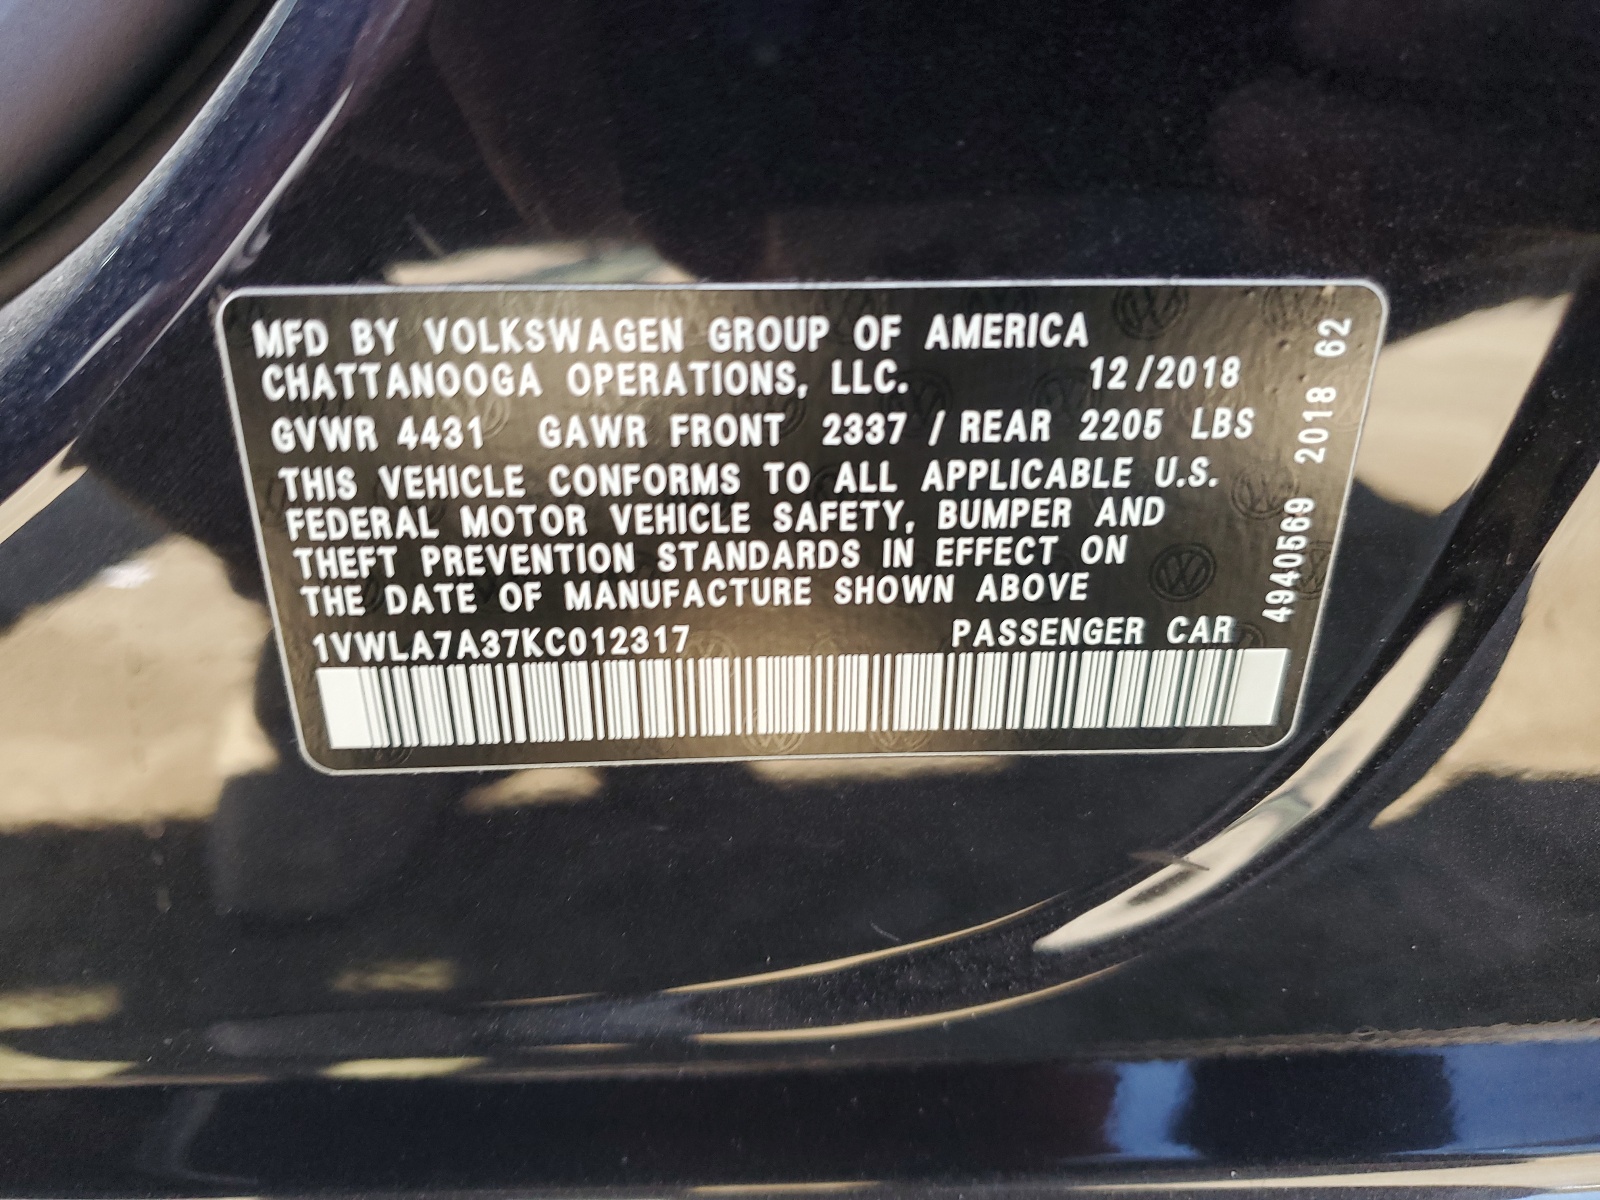 MFD BY VOLKSWAGEN GROUP OF AMERICA
CHATTANOOGA OPERATIONS, LLC. 12/2018
GVWR 4431 GAWR FRONT 2337 / REAR 2205 LBS
THIS VEHICLE CONFORMS TO ALL APPLICABLE U.S.
FEDERAL MOTOR VEHICLE SAFETY, BUMPER AND
THEFT PREVENTION STANDARDS IN EFFECT ON
THE DATE OF MANUFACTURE SHOWN ABOVE
1VWLA7A37KC012317 PASSENGER CAR
4940569 2018 62